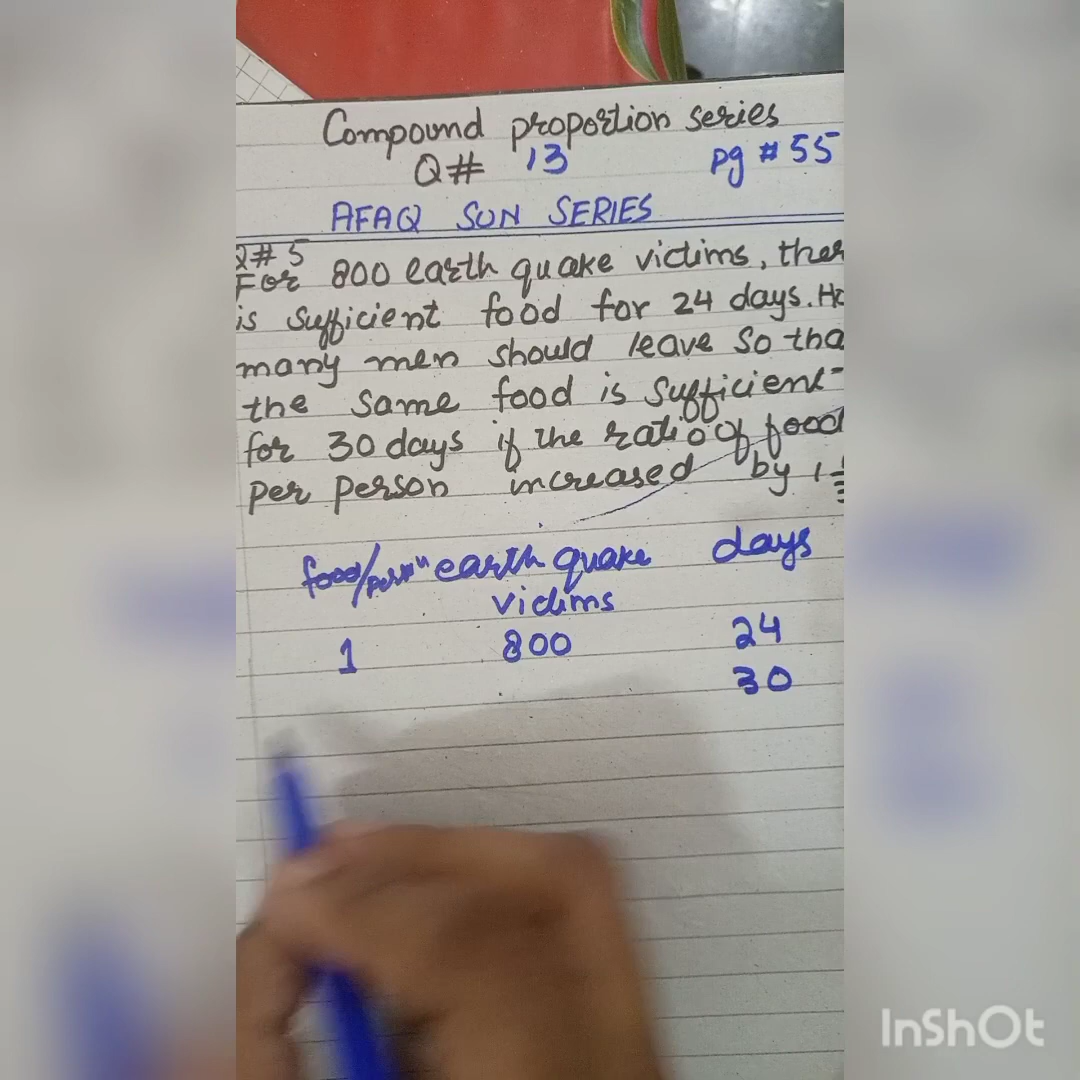 Compound proportion series
Q# 13 pg # 55
AFAQ SUN SERIES
Q# 5
For 800 earth quake victims, ther
is sufficient food for 24 days. Ho
many men should leave so tha
the same food is sufficient
for 30 days if the ratio of food
per person increased by 1
food/person earth quake days
victims
1 800 24
30
InShOt